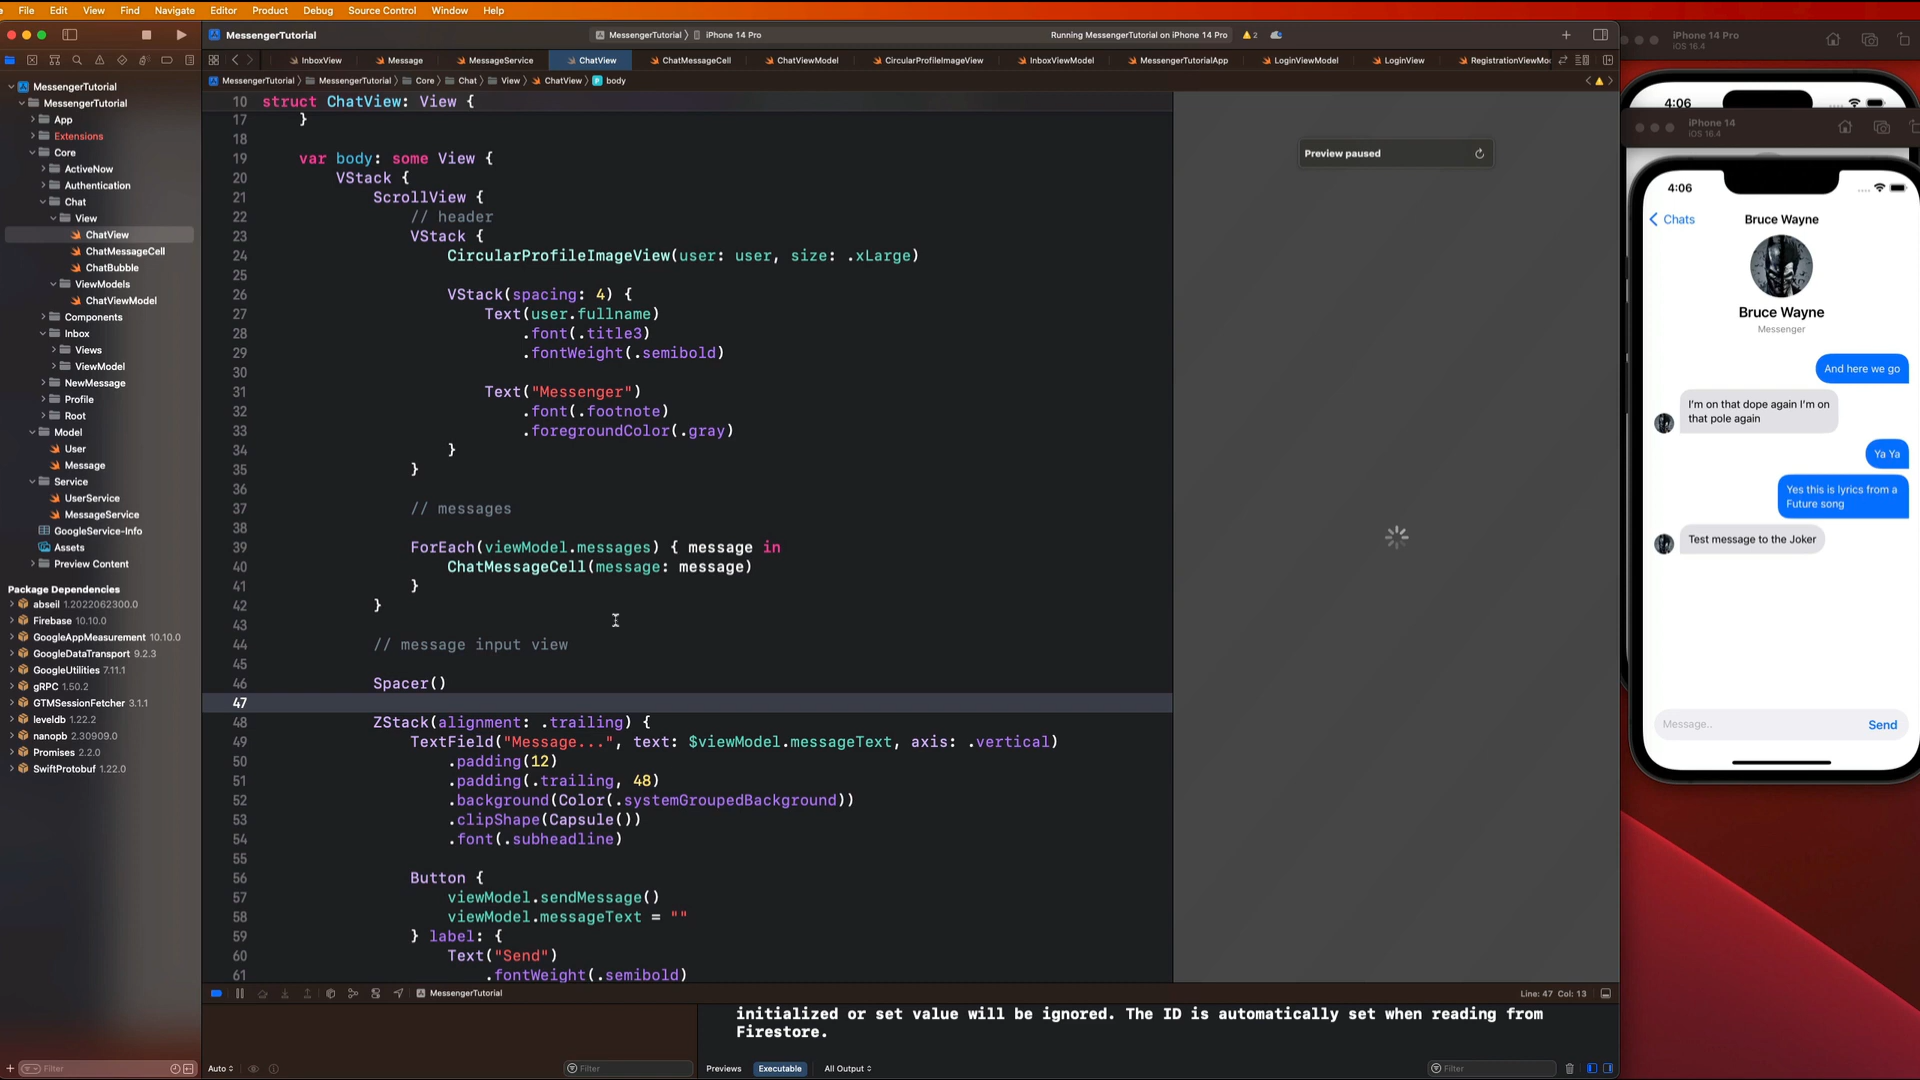 File Edit View Find Navigate Editor Product Debug Source Control Window Help
MessengerTutorial
MessengerTutorial 〉 iPhone 14 Pro
Running MessengerTutorial on iPhone 14 Pro
2
InboxView Message MessageService ChatView ChatMessageCell ChatViewModel CircularProfileImageView InboxViewModel MessengerTutorialApp LoginViewModel LoginView RegistrationViewMo
MessengerTutorial 〉 MessengerTutorial 〉 Core 〉 Chat 〉 View 〉 ChatView 〉 body
MessengerTutorial
MessengerTutorial
App
Extensions
Core
ActiveNow
Authentication
Chat
View
ChatView
ChatMessageCell
ChatBubble
ViewModels
ChatViewModel
Components
Inbox
Views
ViewModel
NewMessage
Profile
Root
Model
User
Message
Service
UserService
MessageService
GoogleService-Info
Assets
Preview Content
Package Dependencies
abseil 1.2022062300.0
Firebase 10.10.0
GoogleAppMeasurement 10.10.0
GoogleDataTransport 9.2.3
GoogleUtilities 7.11.1
gRPC 1.50.2
GTMSessionFetcher 3.1.1
leveldb 1.22.2
nanopb 2.30909.0
Promises 2.2.0
SwiftProtobuf 1.22.0
Filter
10 struct ChatView: View {
17 }
18
19 var body: some View {
20 VStack {
21 ScrollView {
22 // header
23 VStack {
24 CircularProfileImageView(user: user, size: .xLarge)
25
26 VStack(spacing: 4) {
27 Text(user.fullname)
28 .font(.title3)
29 .fontWeight(.semibold)
30
31 Text("Messenger")
32 .font(.footnote)
33 .foregroundColor(.gray)
34 }
35 }
36
37 // messages
38
39 ForEach(viewModel.messages) { message in
40 ChatMessageCell(message: message)
41 }
42 }
43
44 // message input view
45
46 Spacer()
47
48 ZStack(alignment: .trailing) {
49 TextField("Message...", text: $viewModel.messageText, axis: .vertical)
50 .padding(12)
51 .padding(.trailing, 48)
52 .background(Color(.systemGroupedBackground))
53 .clipShape(Capsule())
54 .font(.subheadline)
55
56 Button {
57 viewModel.sendMessage()
58 viewModel.messageText = ""
59 } label: {
60 Text("Send")
61 .fontWeight(.semibold)
Preview paused
MessengerTutorial
Line: 47 Col: 13
initialized or set value will be ignored. The ID is automatically set when reading from
Firestore.
Auto
Filter
Previews Executable All Output
Filter
iPhone 14 Pro
iOS 16.4
4:06
iPhone 14
iOS 16.4
4:06
Chats Bruce Wayne
Bruce Wayne
Messenger
And here we go
I'm on that dope again I'm on
that pole again
Ya Ya
Yes this is lyrics from a
Future song
Test message to the Joker
Message.. Send